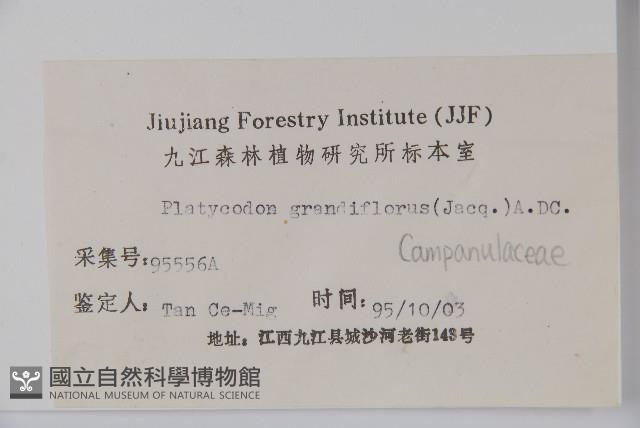 Jiujiang Forestry Institute (JJF)
九江森林植物研究所标本室
Platycodon grandiflorus(Jacq.)A.DC.
Campanulaceae
采集号:95556A
鉴定人: Tan Ce-Mig 时间: 95/10/03
地址: 江西九江县城沙河老街143号
國立自然科學博物館
NATIONAL MUSEUM OF NATURAL SCIENCE